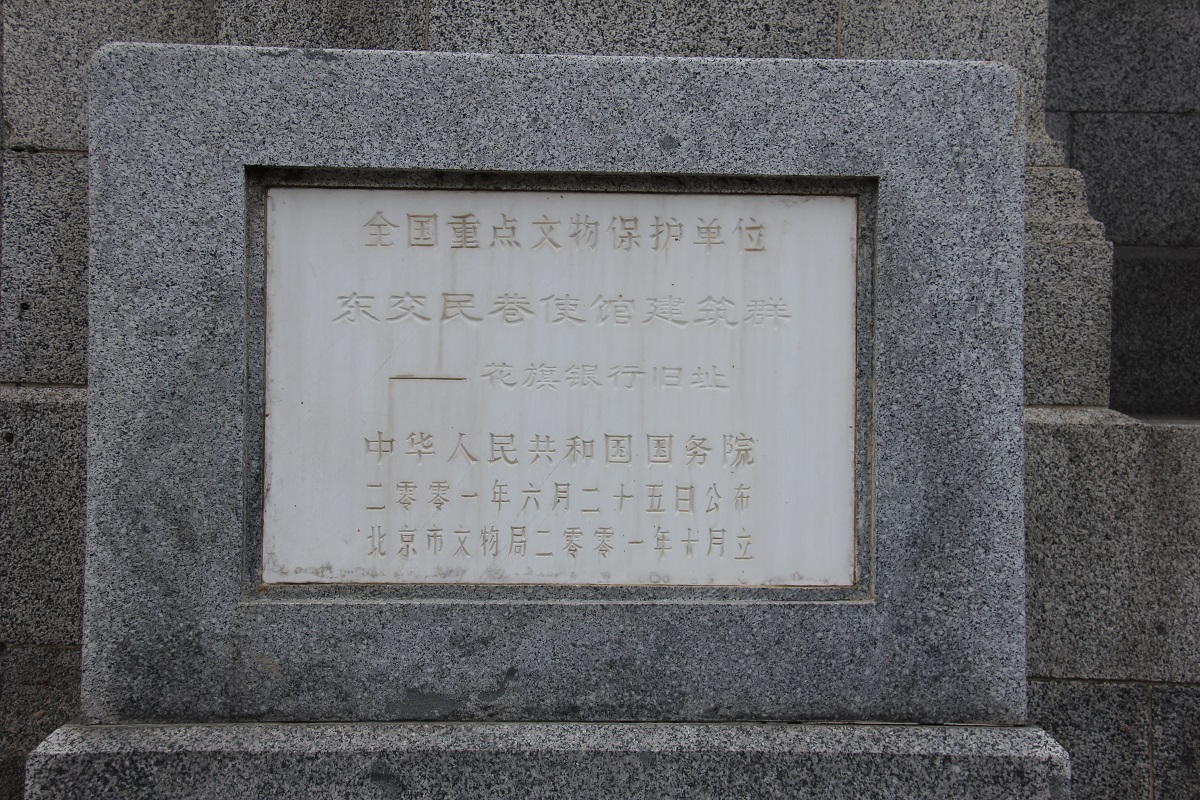 全国重点文物保护单位
东交民巷使馆建筑群
——花旗银行旧址
中华人民共和国国务院
二零零一年六月二十五日公布
北京市文物局二零零一年十月立